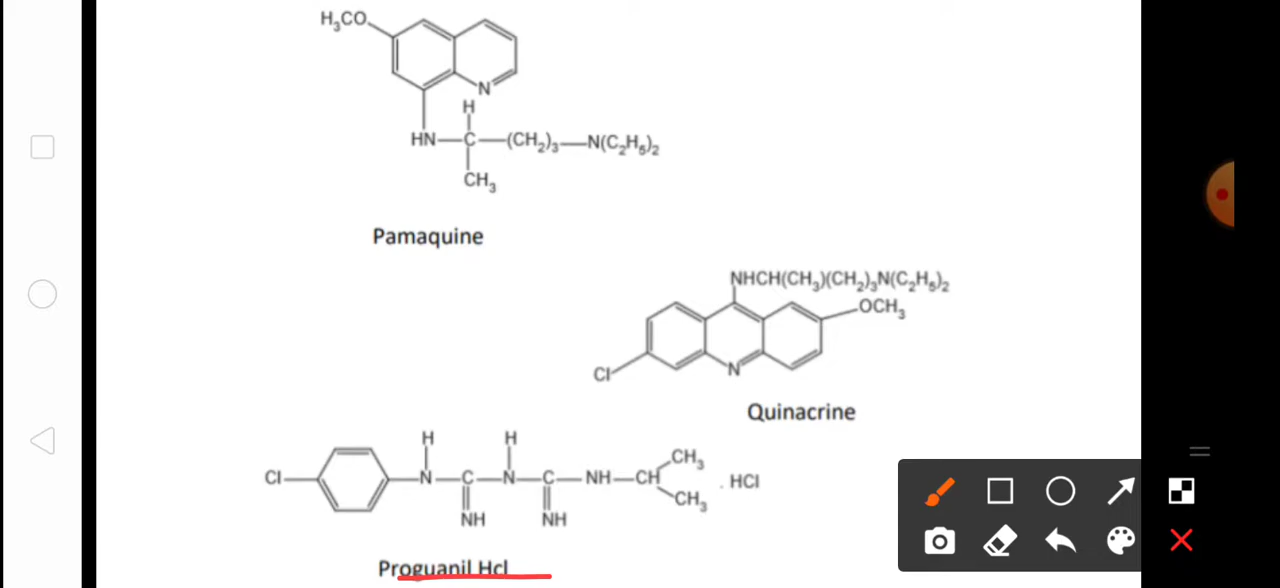 H3CO
N
H
HN—C—(CH2)3—N(C2H5)2
CH3
Pamaquine
NHCH(CH3)(CH2)3N(C2H5)2
OCH3
Cl
N
Quinacrine
H H
Cl N—C—N—C—NH—CH CH3 . HCl
CH3
NH NH
Proguanil Hcl